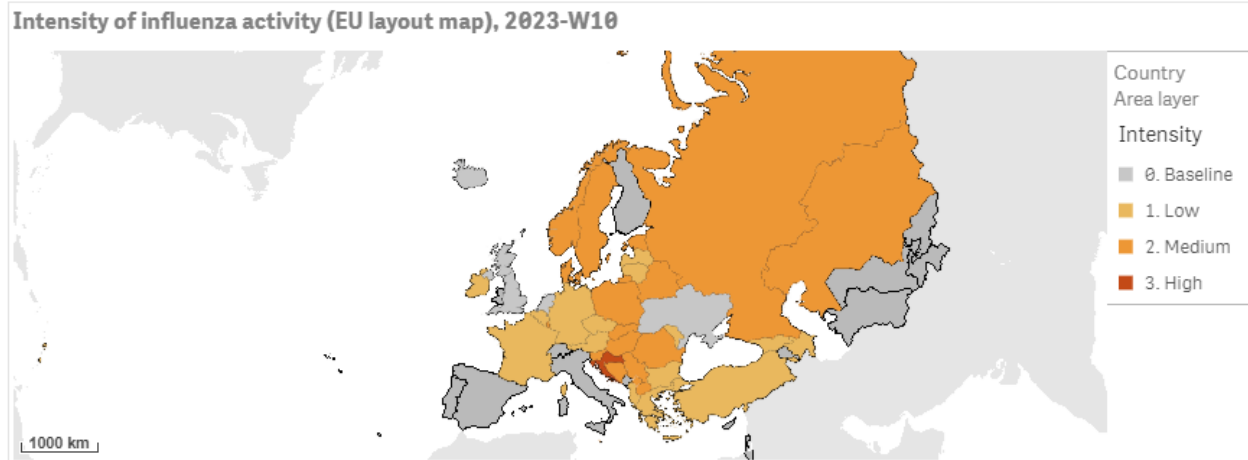 Intensity of influenza activity (EU layout map), 2023-W10
Country
Area layer
Intensity
0. Baseline
1. Low
2. Medium
3. High
1000 km